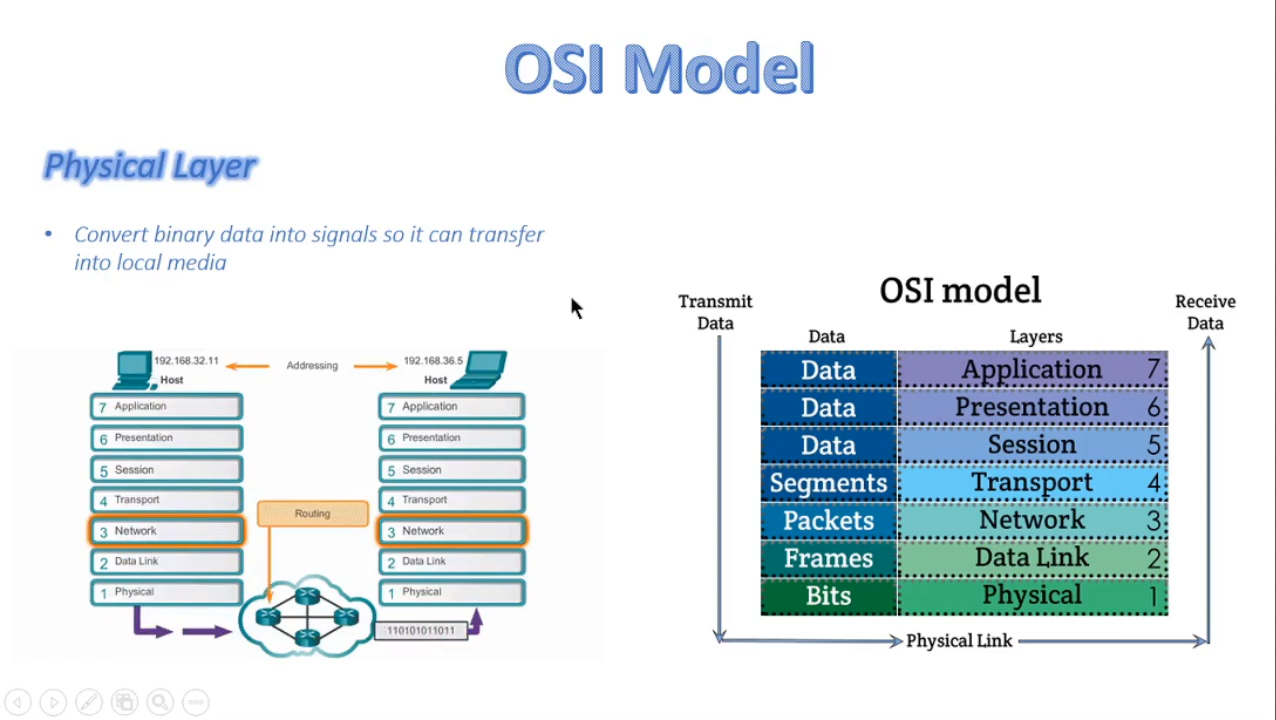 OSI Model
Physical Layer
• Convert binary data into signals so it can transfer
into local media
192.168.32.11
Host
Addressing
192.168.36.5
Host
7 Application
6 Presentation
5 Session
4 Transport
3 Network
2 Data Link
1 Physical
Routing
7 Application
6 Presentation
5 Session
4 Transport
3 Network
2 Data Link
1 Physical
110101011011
OSI model
Transmit
Data
Receive
Data
Data Layers
Data Application 7
Data Presentation 6
Data Session 5
Segments Transport 4
Packets Network 3
Frames Data Link 2
Bits Physical 1
Physical Link